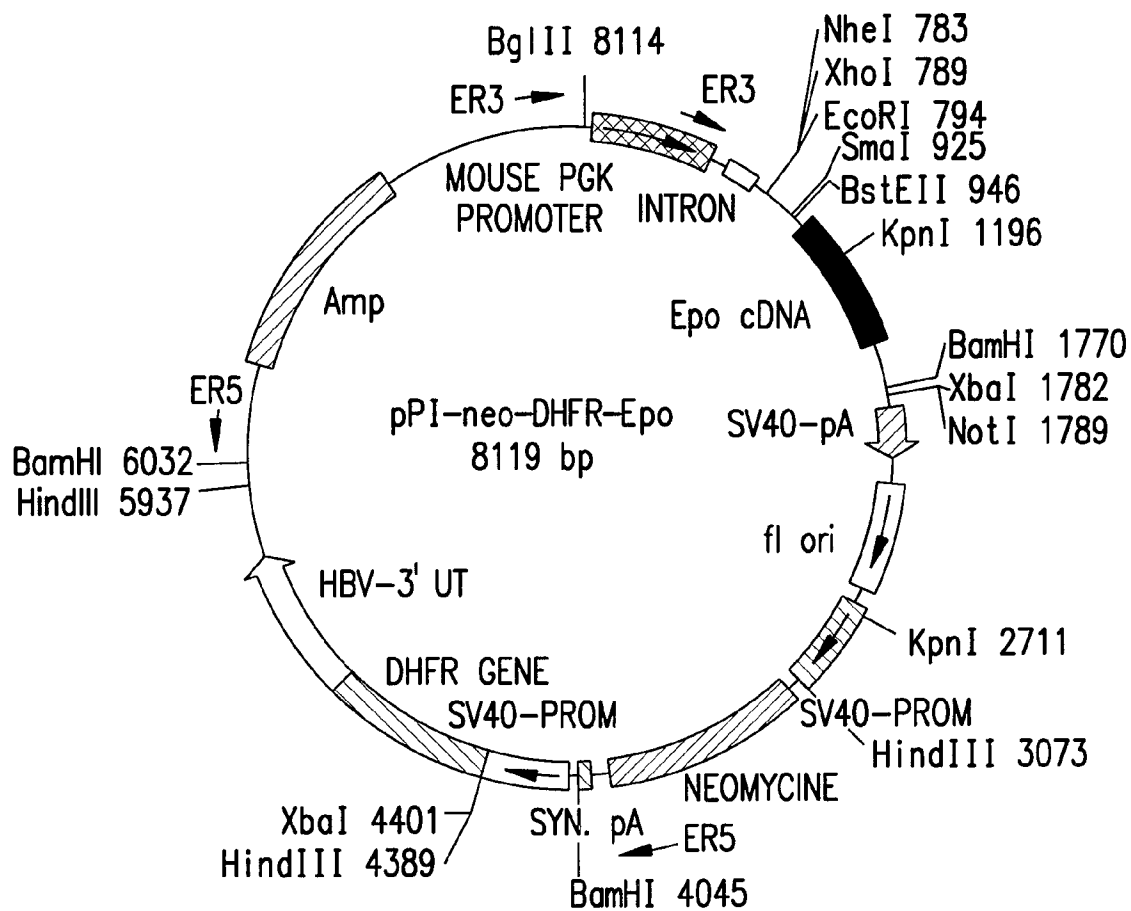 BglII 8114
ER3
ER3
NheI 783
XhoI 789
EcoRI 794
SmaI 925
BstEII 946
KpnI 1196
MOUSE PGK
PROMOTER
INTRON
Amp
Epo cDNA
BamHI 1770
XbaI 1782
NotI 1789
ER5
pPI-neo-DHFR-Epo
8119 bp
SV40-pA
BamHI 6032
HindIII 5937
fl ori
HBV-3' UT
KpnI 2711
DHFR GENE
SV40-PROM
SV40-PROM
HindIII 3073
NEOMYCINE
XbaI 4401
SYN. pA
ER5
HindIII 4389
BamHI 4045